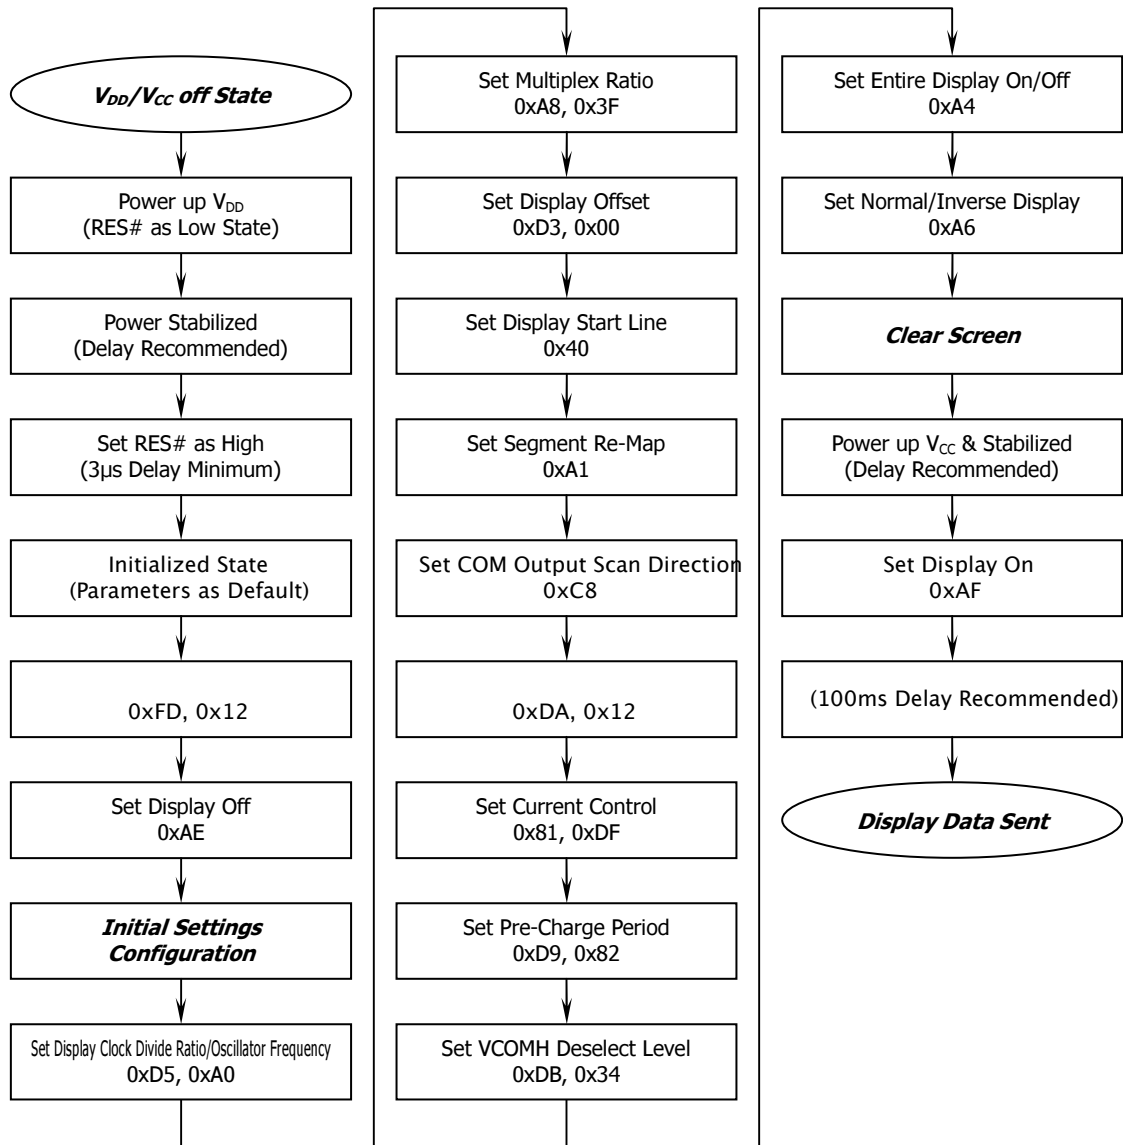 V_DD/V_CC off State
Power up V_DD
(RES# as Low State)
Power Stabilized
(Delay Recommended)
Set RES# as High
(3μs Delay Minimum)
Initialized State
(Parameters as Default)
0xFD, 0x12
Set Display Off
0xAE
Initial Settings
Configuration
Set Display Clock Divide Ratio/Oscillator Frequency
0xD5, 0xA0
Set Multiplex Ratio
0xA8, 0x3F
Set Display Offset
0xD3, 0x00
Set Display Start Line
0x40
Set Segment Re-Map
0xA1
Set COM Output Scan Direction
0xC8
0xDA, 0x12
Set Current Control
0x81, 0xDF
Set Pre-Charge Period
0xD9, 0x82
Set VCOMH Deselect Level
0xDB, 0x34
Set Entire Display On/Off
0xA4
Set Normal/Inverse Display
0xA6
Clear Screen
Power up V_CC & Stabilized
(Delay Recommended)
Set Display On
0xAF
(100ms Delay Recommended)
Display Data Sent